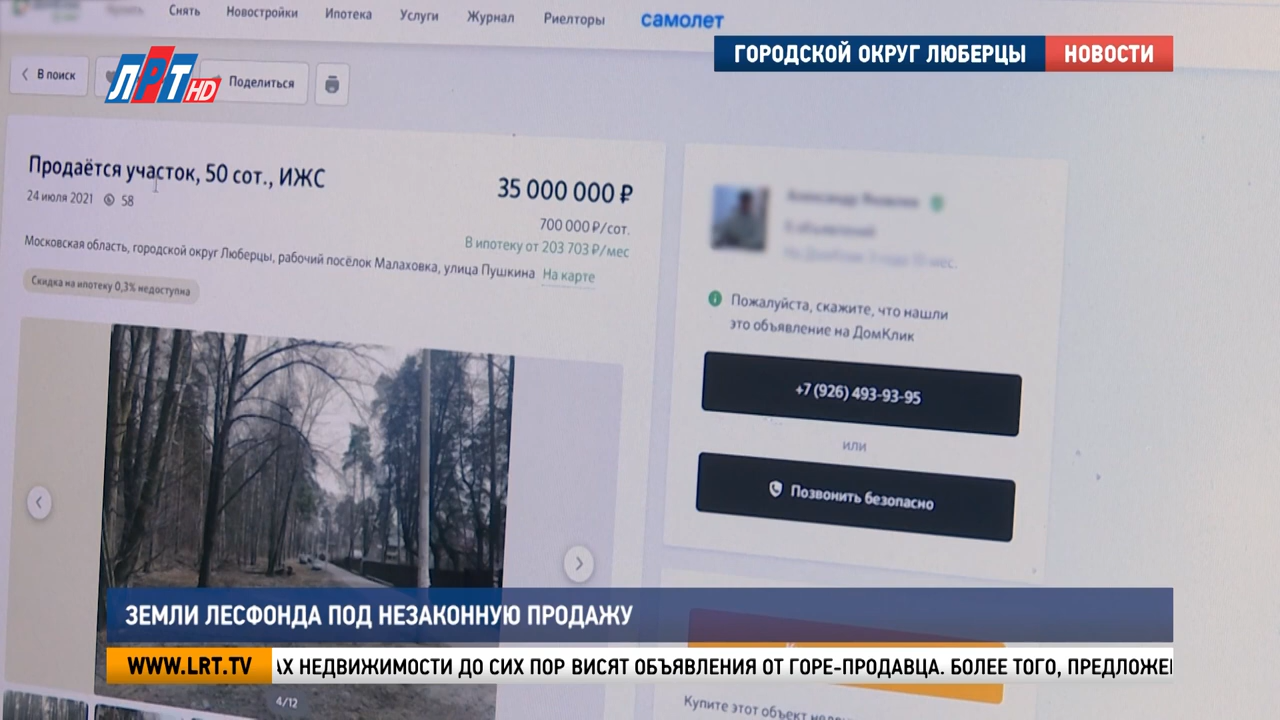 Снять Новостройки Ипотека Услуги Журнал Риелторы самолет
ГОРОДСКОЙ ОКРУГ ЛЮБЕРЦЫ НОВОСТИ
В поиск
ЛРТ HD
Поделиться
Продаётся участок, 50 сот., ИЖС
35 000 000 ₽
24 июля 2021 58
700 000 ₽/сот.
В ипотеку от 203 703 ₽/мес
Московская область, городской округ Люберцы, рабочий посёлок Малаховка, улица Пушкина На карте
Скидка на ипотеку 0,3% недоступна
Пожалуйста, скажите, что нашли
это объявление на ДомКлик
+7 (926) 493-93-95
или
Позвонить безопасно
4/12
Купите этот объект
ЗЕМЛИ ЛЕСФОНДА ПОД НЕЗАКОННУЮ ПРОДАЖУ
WWW.LRT.TV
АХ НЕДВИЖИМОСТИ ДО СИХ ПОР ВИСЯТ ОБЪЯВЛЕНИЯ ОТ ГОРЕ-ПРОДАВЦА. БОЛЕЕ ТОГО, ПРЕДЛОЖЕ